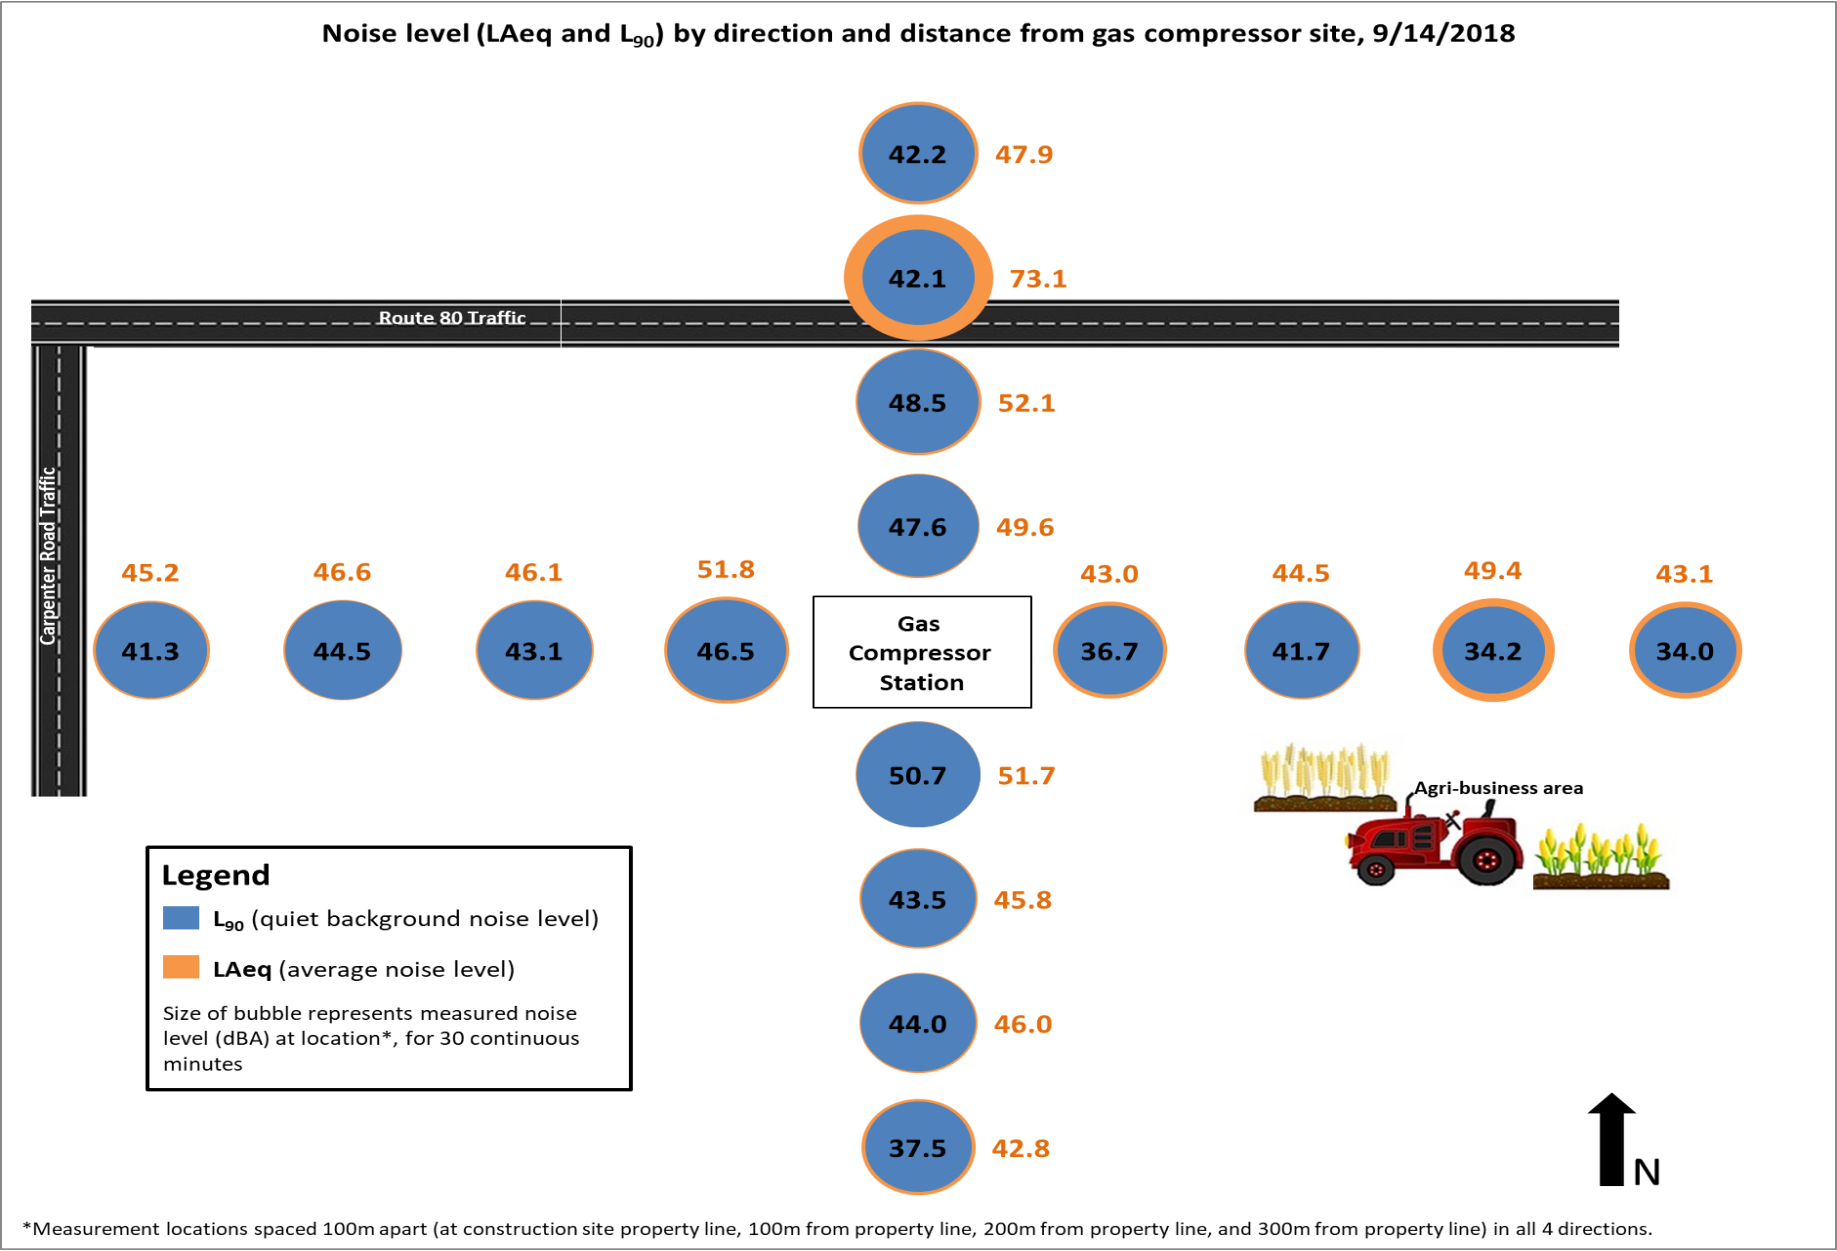 Noise level (LAeq and L90) by direction and distance from gas compressor site, 9/14/2018
42.2 47.9
42.1 73.1
Route 80 Traffic
48.5 52.1
Carpenter Road Traffic
47.6 49.6
45.2 46.6 46.1 51.8 43.0 44.5 49.4 43.1
41.3 44.5 43.1 46.5 36.7 41.7 34.2 34.0
Gas
Compressor
Station
50.7 51.7
Agri-business area
43.5 45.8
44.0 46.0
37.5 42.8
Legend
L90 (quiet background noise level)
LAeq (average noise level)
Size of bubble represents measured noise
level (dBA) at location*, for 30 continuous
minutes
N
*Measurement locations spaced 100m apart (at construction site property line, 100m from property line, 200m from property line, and 300m from property line) in all 4 directions.